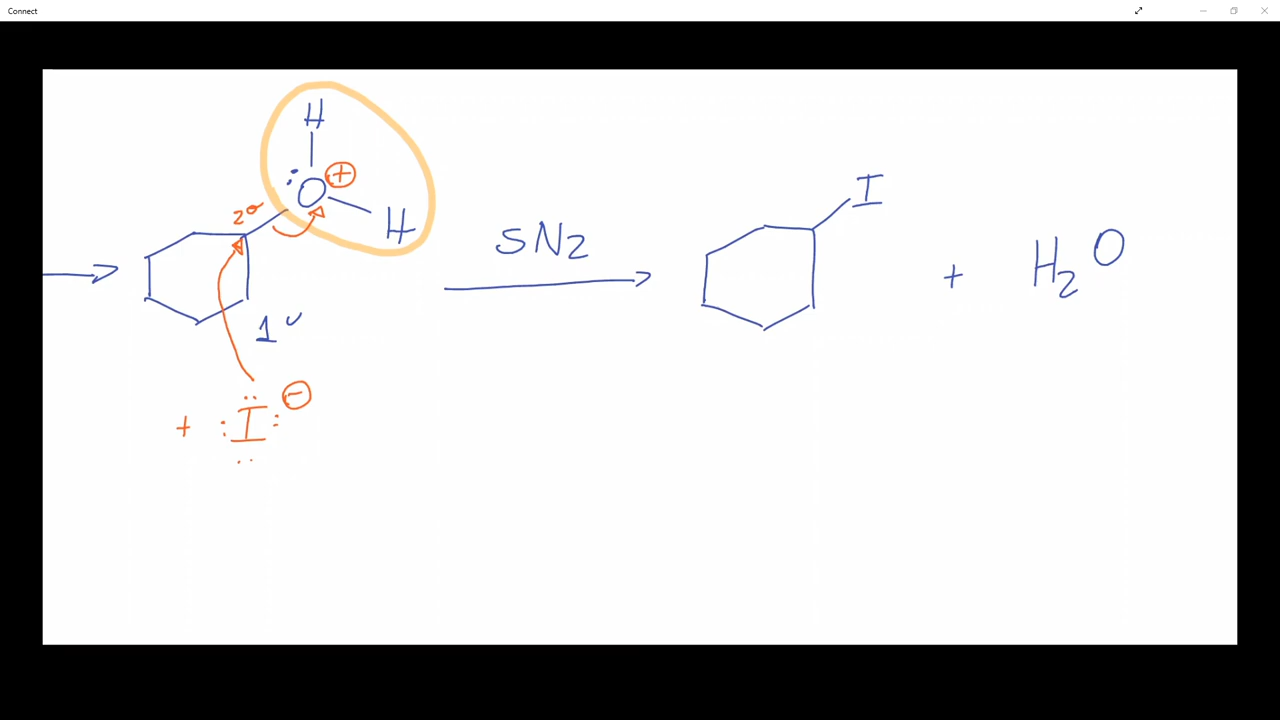 Connect
H
:O⊕
2°
H
I
SN2
+ H₂O
1°
+ :I: ⊖